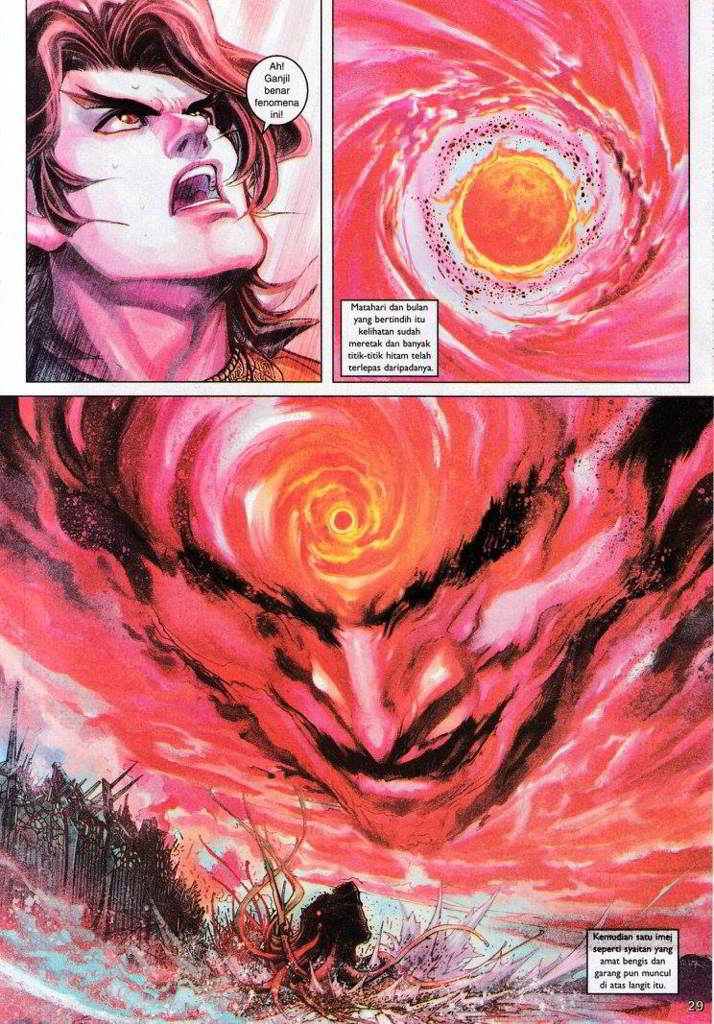 Ah!
Ganjil
benar
fenomena
ini!
Matahari dan bulan
yang bertindih itu
kelihatan sudah
meretak dan banyak
titik-titik hitam telah
terlepas daripadanya.
Kemudian satu imej
seperti syaitan yang
amat bengis dan
garang pun muncul
di atas langit itu.
29